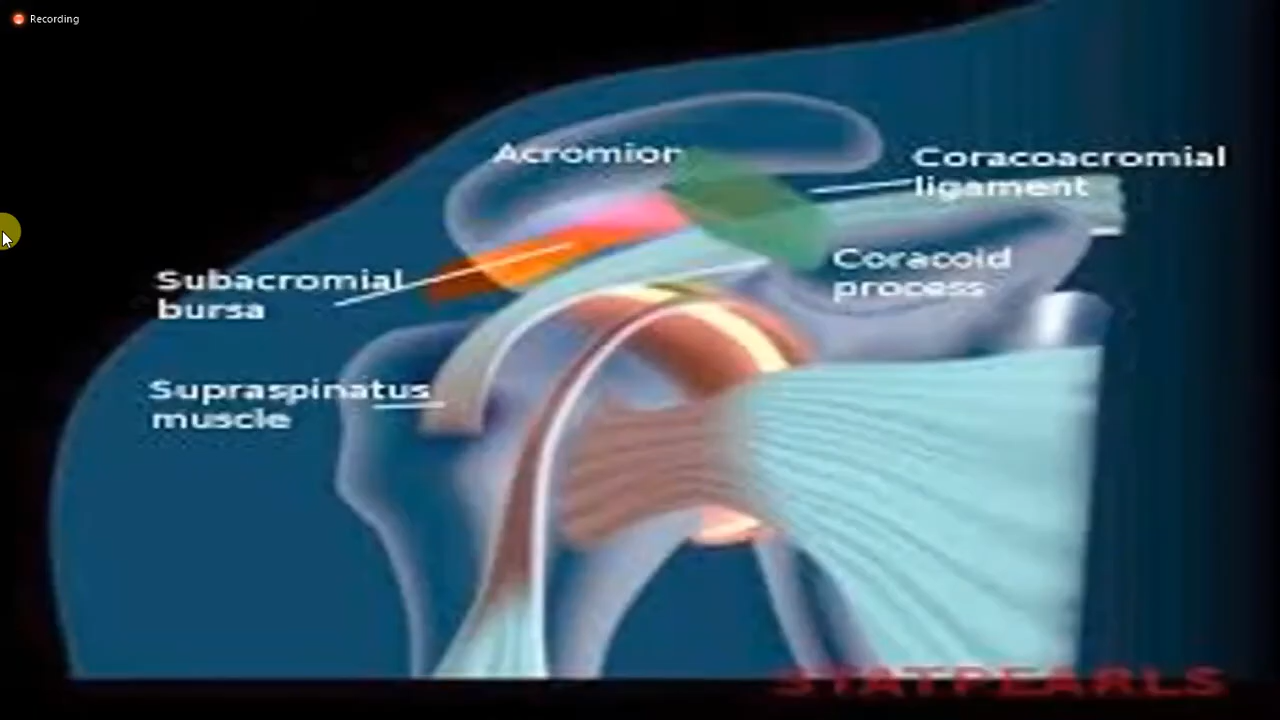 Recording
Acromion
Coracoacromial
ligament
Coracoid
process
Subacromial
bursa
Supraspinatus
muscle
STATPEARLS